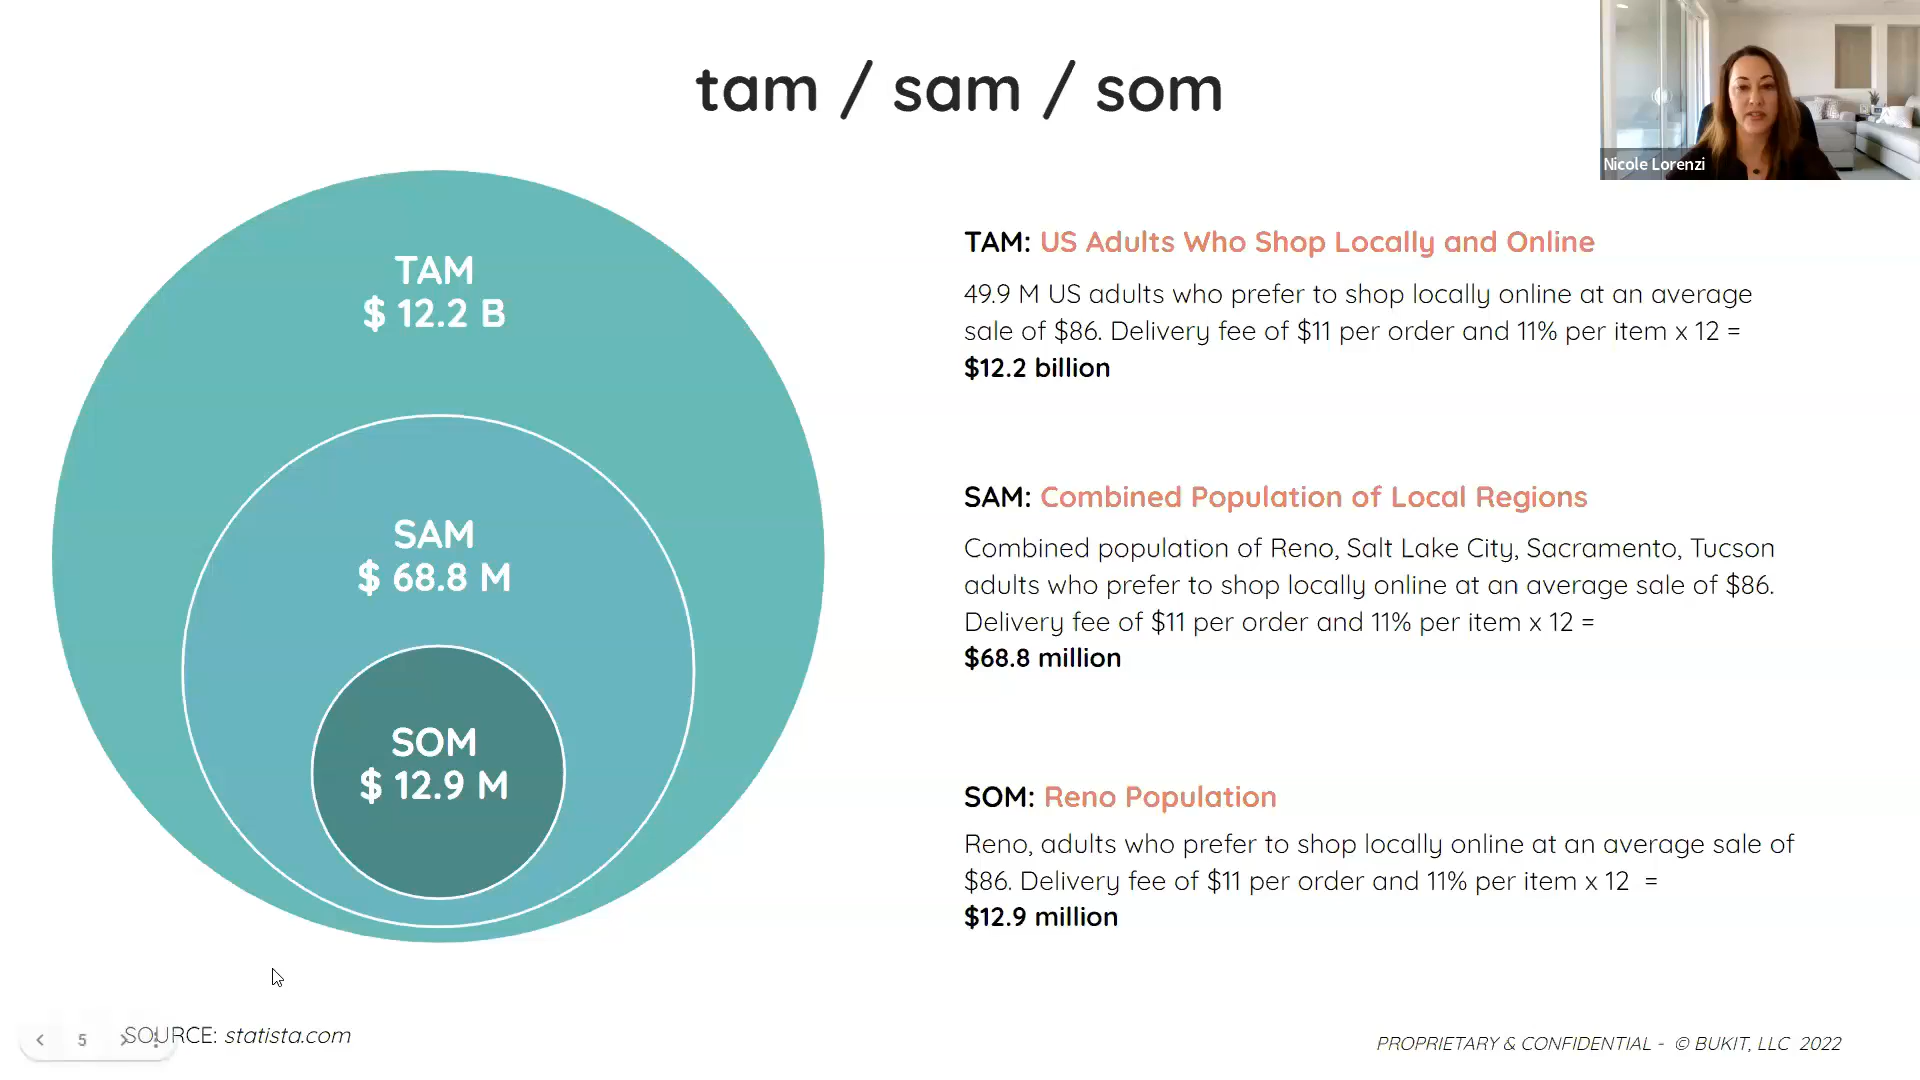 tam / sam / som
Nicole Lorenzi
TAM
$ 12.2 B
SAM
$ 68.8 M
SOM
$ 12.9 M
TAM: US Adults Who Shop Locally and Online
49.9 M US adults who prefer to shop locally online at an average
sale of $86. Delivery fee of $11 per order and 11% per item x 12 =
$12.2 billion
SAM: Combined Population of Local Regions
Combined population of Reno, Salt Lake City, Sacramento, Tucson
adults who prefer to shop locally online at an average sale of $86.
Delivery fee of $11 per order and 11% per item x 12 =
$68.8 million
SOM: Reno Population
Reno, adults who prefer to shop locally online at an average sale of
$86. Delivery fee of $11 per order and 11% per item x 12 =
$12.9 million
5
SOURCE: statista.com
PROPRIETARY & CONFIDENTIAL - © BUKIT, LLC 2022